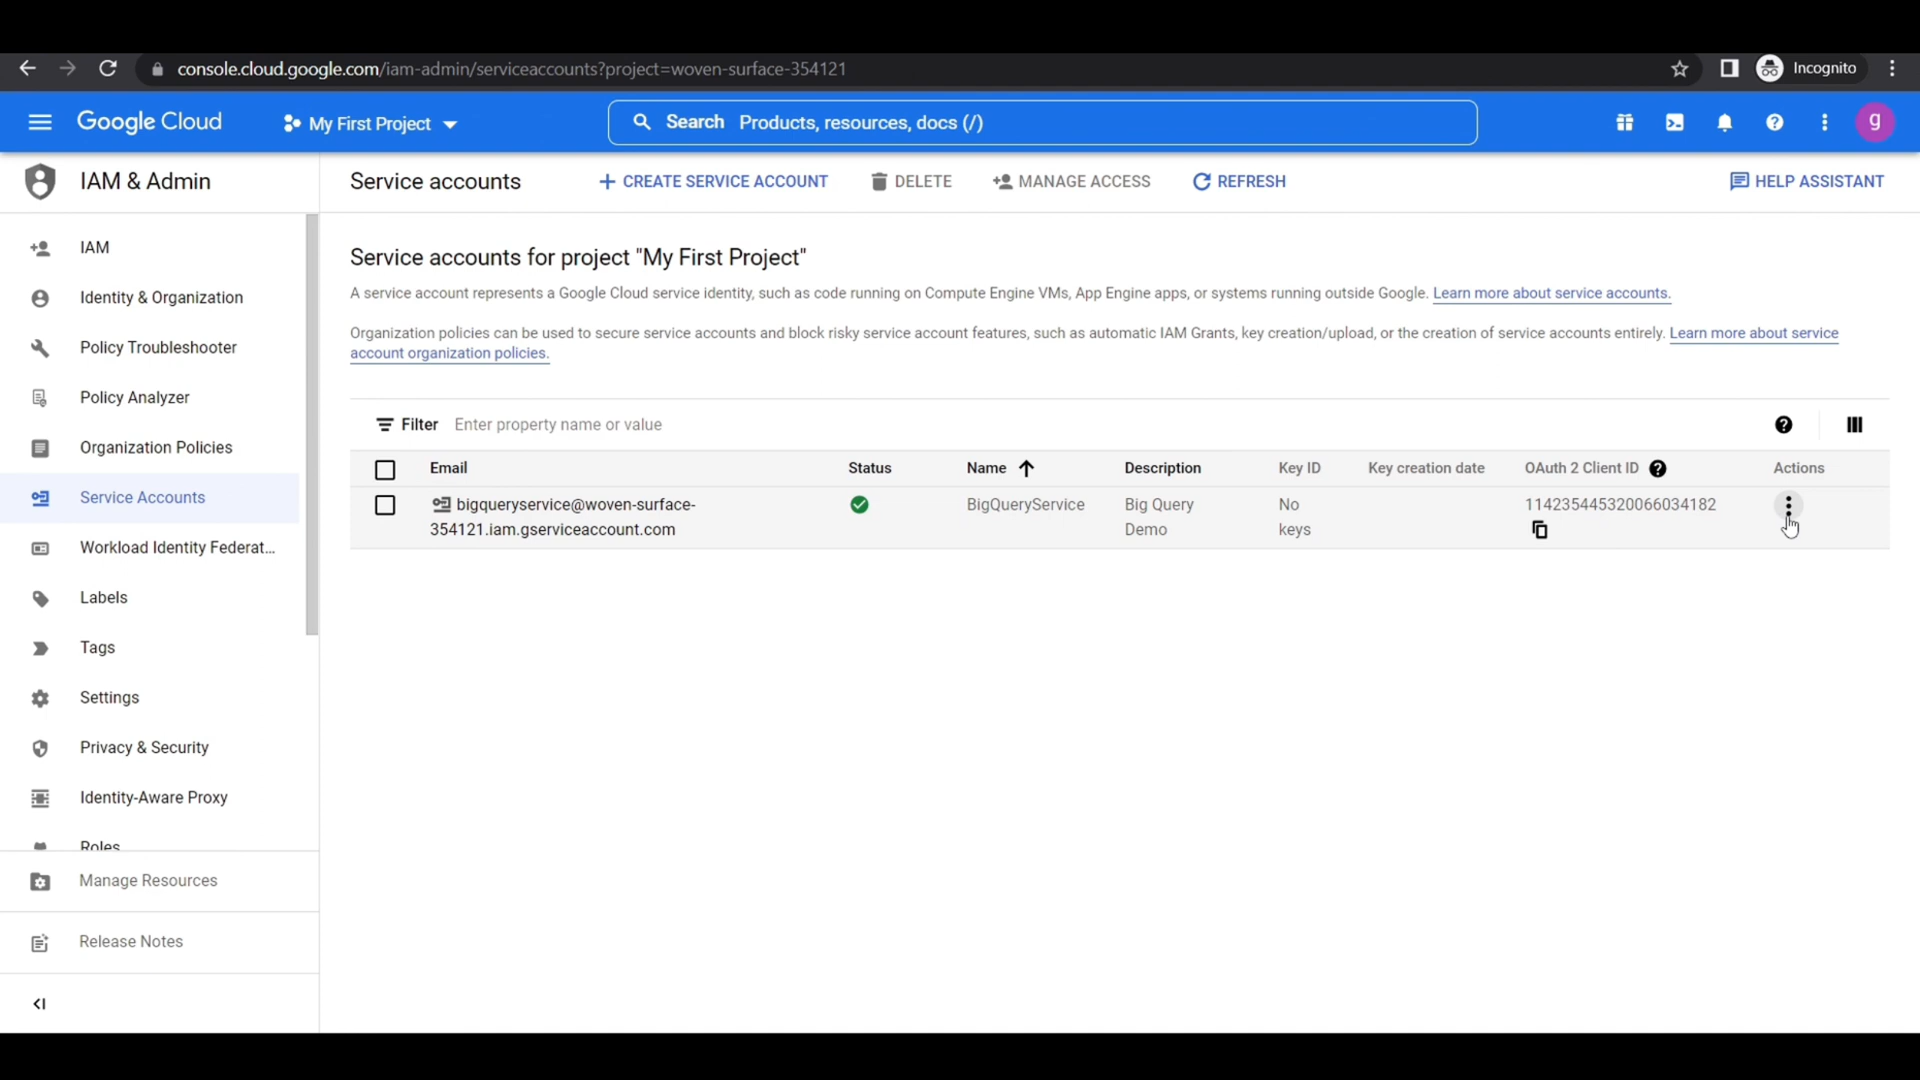 console.cloud.google.com/iam-admin/serviceaccounts?project=woven-surface-354121
Incognito
Google Cloud
My First Project
Search Products, resources, docs (/)
g
IAM & Admin
Service accounts
CREATE SERVICE ACCOUNT
DELETE
MANAGE ACCESS
REFRESH
HELP ASSISTANT
IAM
Identity & Organization
Policy Troubleshooter
Policy Analyzer
Organization Policies
Service Accounts
Workload Identity Federat...
Labels
Tags
Settings
Privacy & Security
Identity-Aware Proxy
Roles
Manage Resources
Release Notes
Service accounts for project "My First Project"
A service account represents a Google Cloud service identity, such as code running on Compute Engine VMs, App Engine apps, or systems running outside Google. Learn more about service accounts.
Organization policies can be used to secure service accounts and block risky service account features, such as automatic IAM Grants, key creation/upload, or the creation of service accounts entirely. Learn more about service
account organization policies.
Filter Enter property name or value
Email Status Name Description Key ID Key creation date OAuth 2 Client ID Actions
bigqueryservice@woven-surface- BigQueryService Big Query No 114235445320066034182
354121.iam.gserviceaccount.com Demo keys